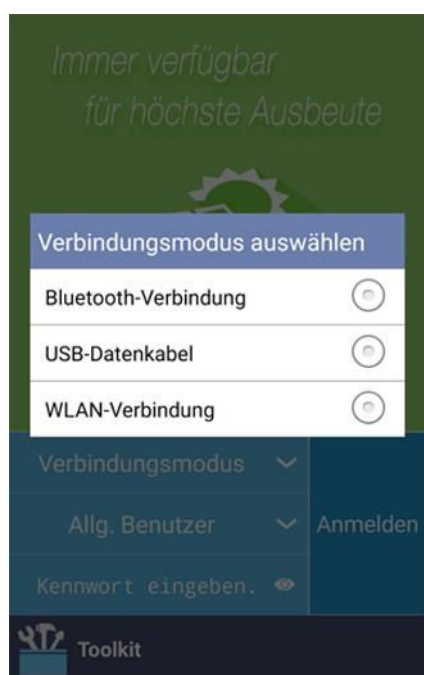 Immer verfügbar
für höchste Ausbeute
Verbindungsmodus auswählen
Bluetooth-Verbindung
USB-Datenkabel
WLAN-Verbindung
Verbindungsmodus
Allg. Benutzer
Anmelden
Kennwort eingeben.
Toolkit